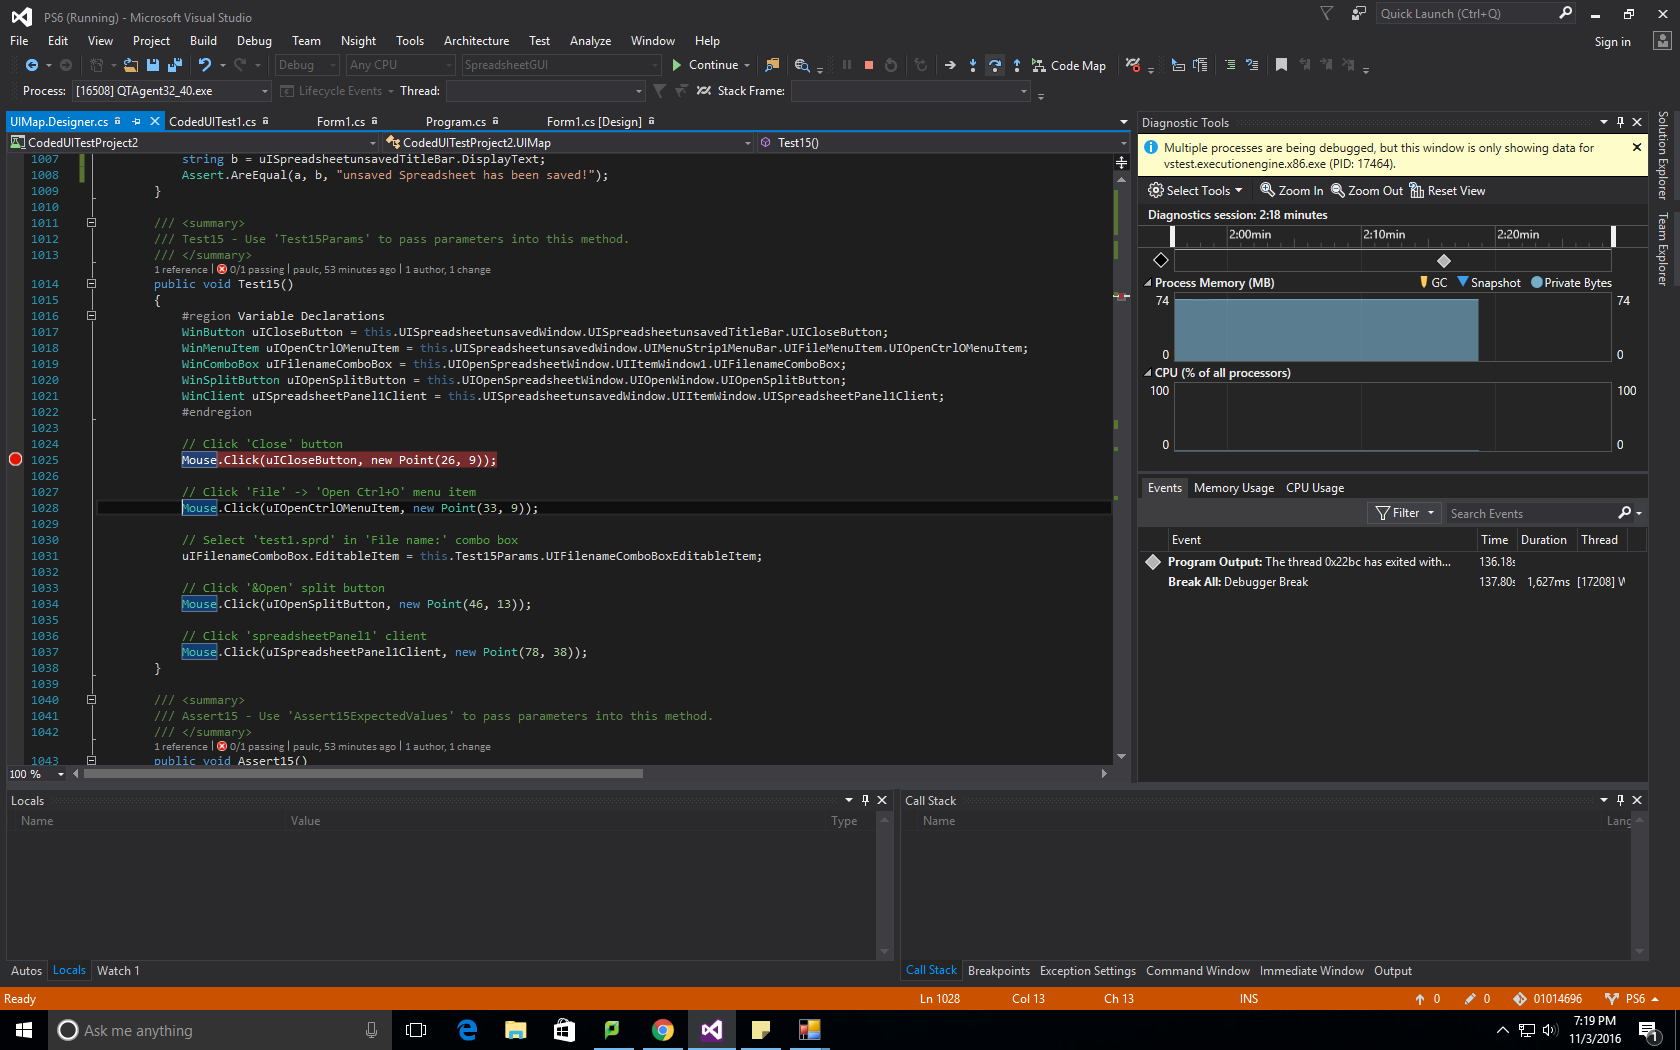 PS6 (Running) - Microsoft Visual Studio
Quick Launch (Ctrl+Q)
File Edit View Project Build Debug Team Nsight Tools Architecture Test Analyze Window Help
Sign in
Debug Any CPU SpreadsheetGUI Continue Code Map
Process: [16508] QTAgent32_40.exe Lifecycle Events Thread: Stack Frame:
UIMap.Designer.cs CodedUITest1.cs Form1.cs Program.cs Form1.cs [Design]
CodedUITestProject2 CodedUITestProject2.UIMap Test15()
1007 string b = uISpreadsheetunsavedTitleBar.DisplayText;
1008 Assert.AreEqual(a, b, "unsaved Spreadsheet has been saved!");
1009 }
1010
1011 /// <summary>
1012 /// Test15 - Use 'Test15Params' to pass parameters into this method.
1013 /// </summary>
1 reference | 0/1 passing | paulc, 53 minutes ago | 1 author, 1 change
1014 public void Test15()
1015 {
1016 #region Variable Declarations
1017 WinButton uICloseButton = this.UISpreadsheetunsavedWindow.UISpreadsheetunsavedTitleBar.UICloseButton;
1018 WinMenuItem uIOpenCtrlOMenuItem = this.UISpreadsheetunsavedWindow.UIMenuStrip1MenuBar.UIFileMenuItem.UIOpenCtrlOMenuItem;
1019 WinComboBox uIFilenameComboBox = this.UIOpenSpreadsheetWindow.UIItemWindow1.UIFilenameComboBox;
1020 WinSplitButton uIOpenSplitButton = this.UIOpenSpreadsheetWindow.UIOpenWindow.UIOpenSplitButton;
1021 WinClient uISpreadsheetPanel1Client = this.UISpreadsheetunsavedWindow.UIItemWindow.UISpreadsheetPanel1Client;
1022 #endregion
1023
1024 // Click 'Close' button
1025 Mouse.Click(uICloseButton, new Point(26, 9));
1026
1027 // Click 'File' -> 'Open Ctrl+O' menu item
1028 Mouse.Click(uIOpenCtrlOMenuItem, new Point(33, 9));
1029
1030 // Select 'test1.sprd' in 'File name:' combo box
1031 uIFilenameComboBox.EditableItem = this.Test15Params.UIFilenameComboBoxEditableItem;
1032
1033 // Click '&Open' split button
1034 Mouse.Click(uIOpenSplitButton, new Point(46, 13));
1035
1036 // Click 'spreadsheetPanel1' client
1037 Mouse.Click(uISpreadsheetPanel1Client, new Point(78, 38));
1038 }
1039
1040 /// <summary>
1041 /// Assert15 - Use 'Assert15ExpectedValues' to pass parameters into this method.
1042 /// </summary>
1 reference | 0/1 passing | paulc, 53 minutes ago | 1 author, 1 change
1043 public void Assert15()
100 %
Diagnostic Tools
Multiple processes are being debugged, but this window is only showing data for
vstest.executionengine.x86.exe (PID: 17464).
Select Tools Zoom In Zoom Out Reset View
Diagnostics session: 2:18 minutes
2:00min 2:10min 2:20min
Process Memory (MB) GC Snapshot Private Bytes
74 74
0 0
CPU (% of all processors)
100 100
0 0
Events Memory Usage CPU Usage
Filter Search Events
Event Time Duration Thread
Program Output: The thread 0x22bc has exited with... 136.18s
Break All: Debugger Break 137.80s 1,627ms [17208] W
Solution Explorer
Team Explorer
Locals
Name Value Type
Autos Locals Watch 1
Call Stack
Name Lang
Call Stack Breakpoints Exception Settings Command Window Immediate Window Output
Ready Ln 1028 Col 13 Ch 13 INS 0 0 01014696 PS6
Ask me anything
7:19 PM
11/3/2016
1